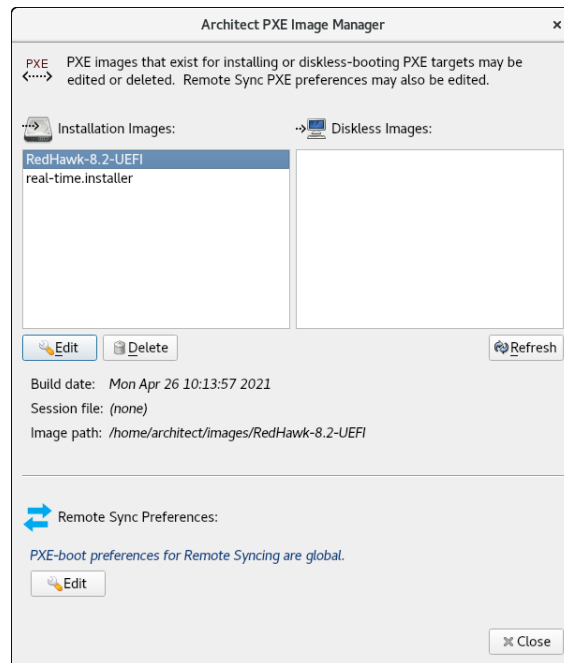 Architect PXE Image Manager
PXE
PXE images that exist for installing or diskless-booting PXE targets may be
edited or deleted. Remote Sync PXE preferences may also be edited.
Installation Images:
Diskless Images:
RedHawk-8.2-UEFI
real-time.installer
Edit
Delete
Refresh
Build date: Mon Apr 26 10:13:57 2021
Session file: (none)
Image path: /home/architect/images/RedHawk-8.2-UEFI
Remote Sync Preferences:
PXE-boot preferences for Remote Syncing are global.
Edit
Close